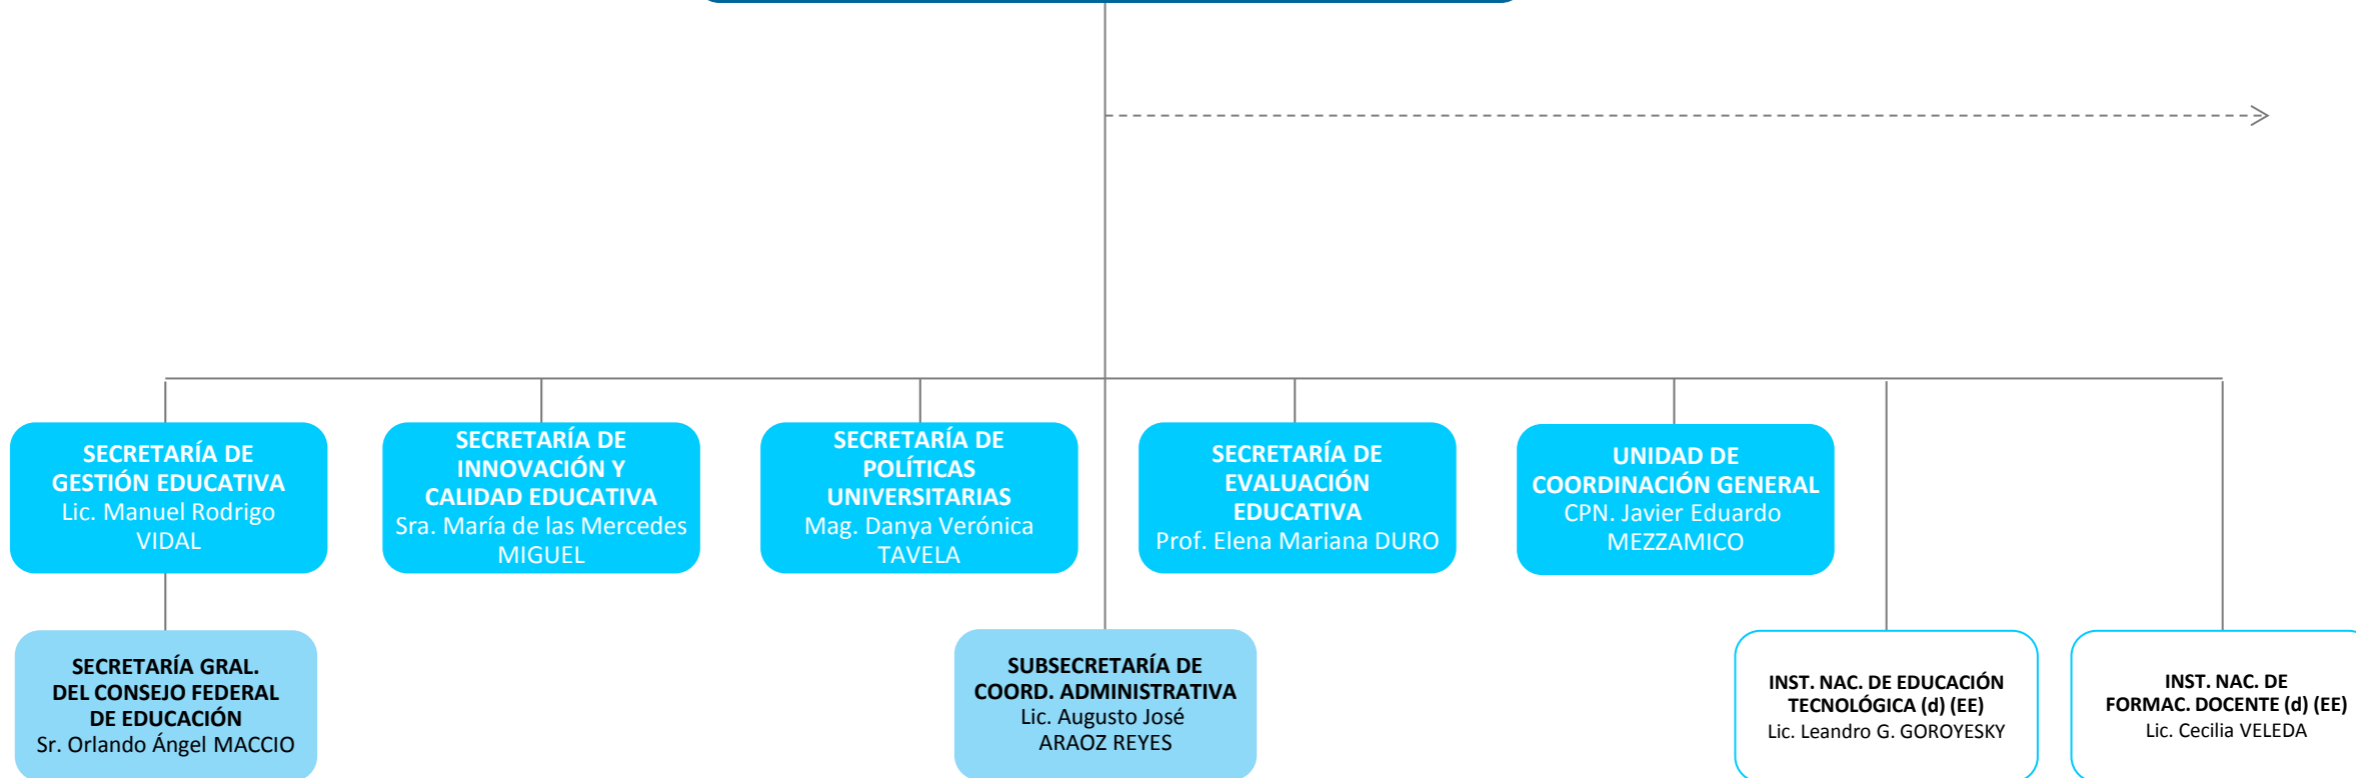 SECRETARÍA DE
GESTIÓN EDUCATIVA
Lic. Manuel Rodrigo
VIDAL
SECRETARÍA DE
INNOVACIÓN Y
CALIDAD EDUCATIVA
Sra. María de las Mercedes
MIGUEL
SECRETARÍA DE
POLÍTICAS
UNIVERSITARIAS
Mag. Danya Verónica
TAVELA
SECRETARÍA DE
EVALUACIÓN
EDUCATIVA
Prof. Elena Mariana DURO
UNIDAD DE
COORDINACIÓN GENERAL
CPN. Javier Eduardo
MEZZAMICO
SECRETARÍA GRAL.
DEL CONSEJO FEDERAL
DE EDUCACIÓN
Sr. Orlando Ángel MACCIO
SUBSECRETARÍA DE
COORD. ADMINISTRATIVA
Lic. Augusto José
ARAOZ REYES
INST. NAC. DE EDUCACIÓN
TECNOLÓGICA (d) (EE)
Lic. Leandro G. GOROYESKY
INST. NAC. DE
FORMAC. DOCENTE (d) (EE)
Lic. Cecilia VELEDA